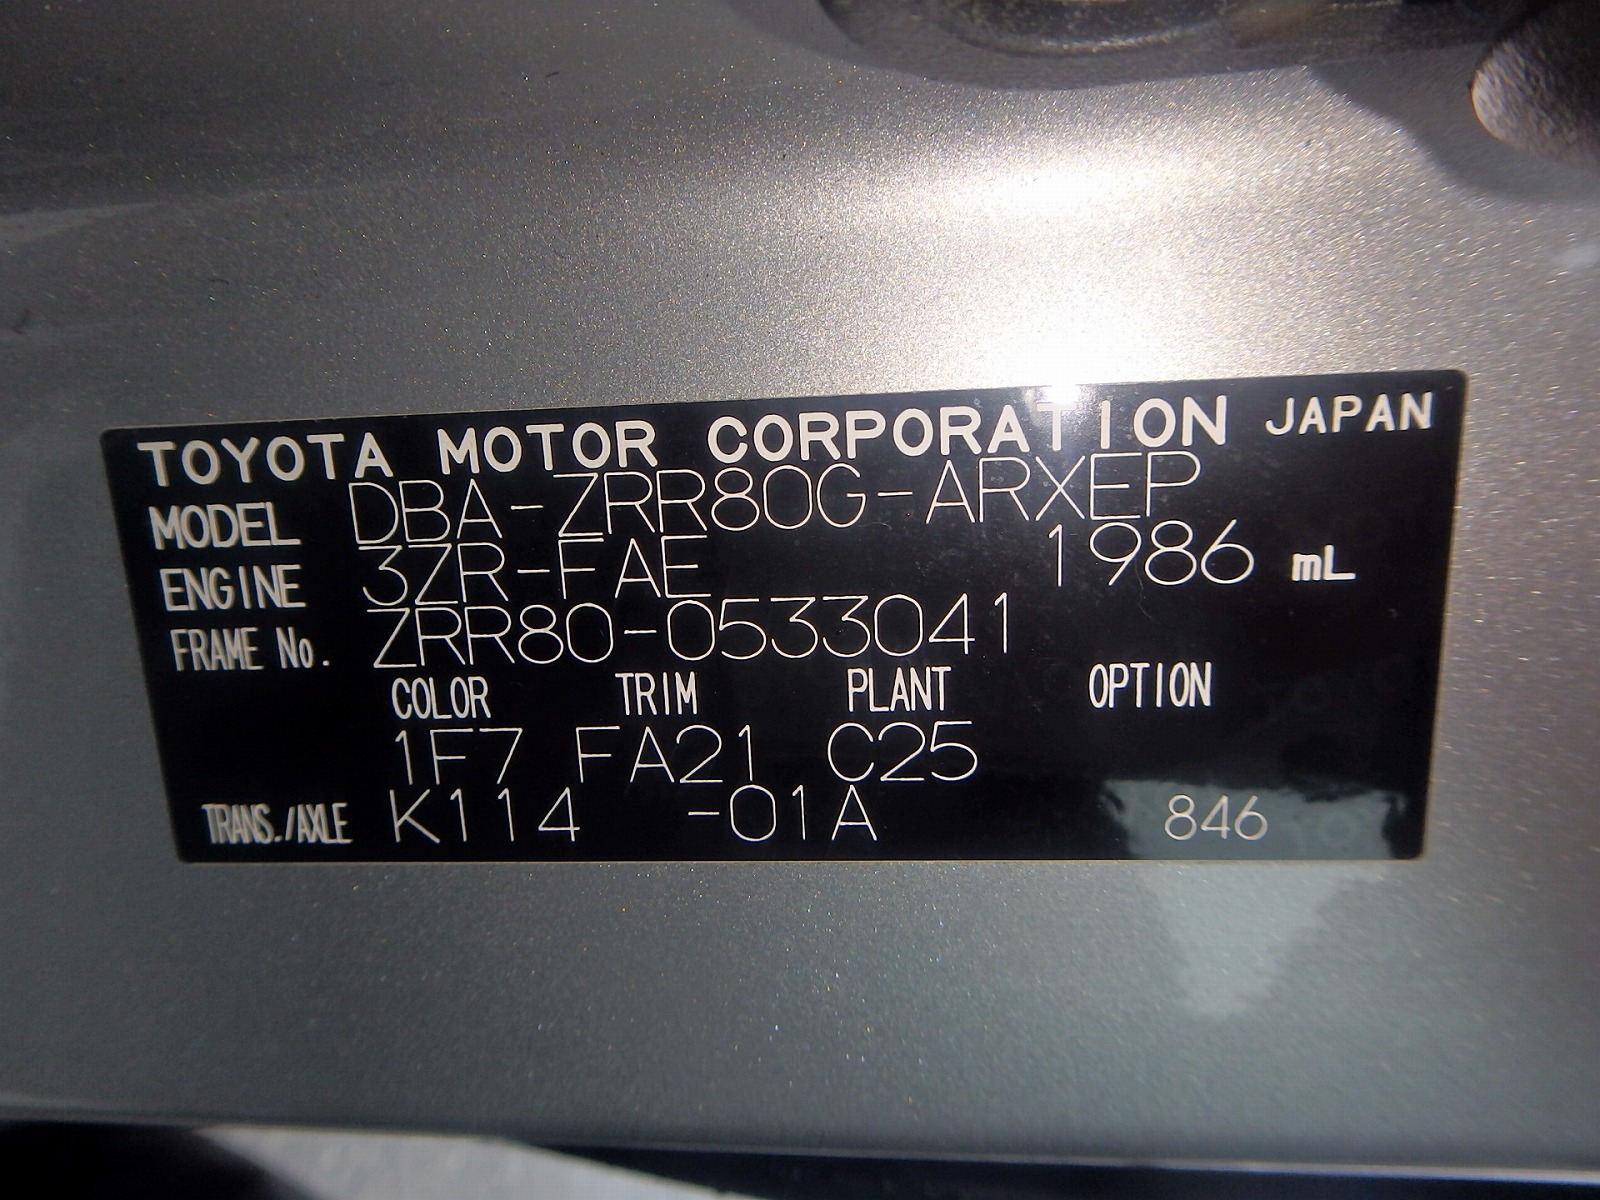 TOYOTA MOTOR CORPORATION JAPAN
MODEL DBA-ZRR80G-ARXEP
ENGINE 3ZR-FAE 1986 mL
FRAME No. ZRR80-0533041
COLOR TRIM PLANT OPTION
1F7 FA21 C25
TRANS./AXLE K114 -01A 846